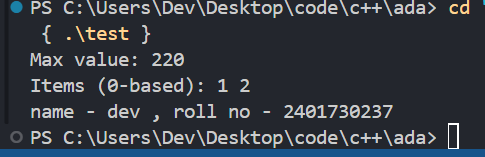 PS C:\Users\Dev\Desktop\code\c++\ada> cd
{ .\test }
Max value: 220
Items (0-based): 1 2
name - dev , roll no - 2401730237
PS C:\Users\Dev\Desktop\code\c++\ada>